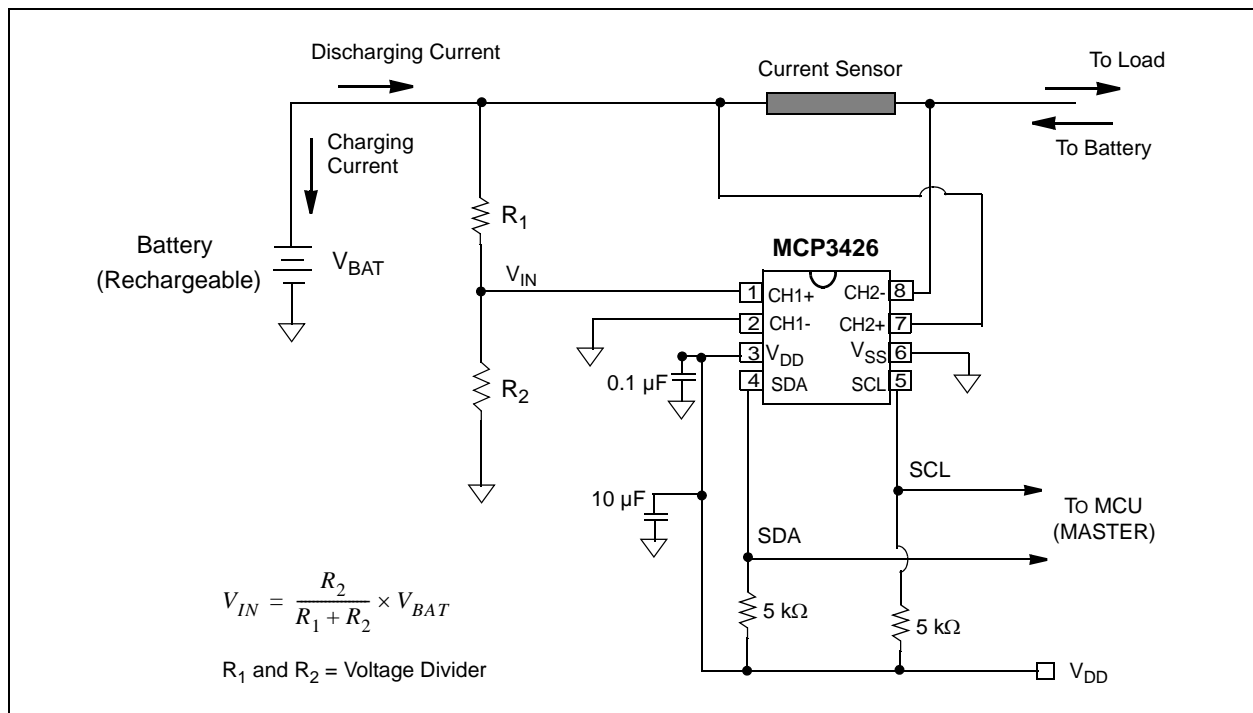 Discharging Current
Current Sensor
To Load
To Battery
Charging
Current
R1
Battery
(Rechargeable)
VBAT
VIN
MCP3426
1 CH1+
CH2- 8
2 CH1-
CH2+ 7
3 VDD
VSS 6
4 SDA
SCL 5
0.1 µF
R2
10 µF
SCL
SDA
TO MCU
(MASTER)
5 kΩ
5 kΩ
VIN = R2 / (R1 + R2) × VBAT
R1 and R2 = Voltage Divider
VDD